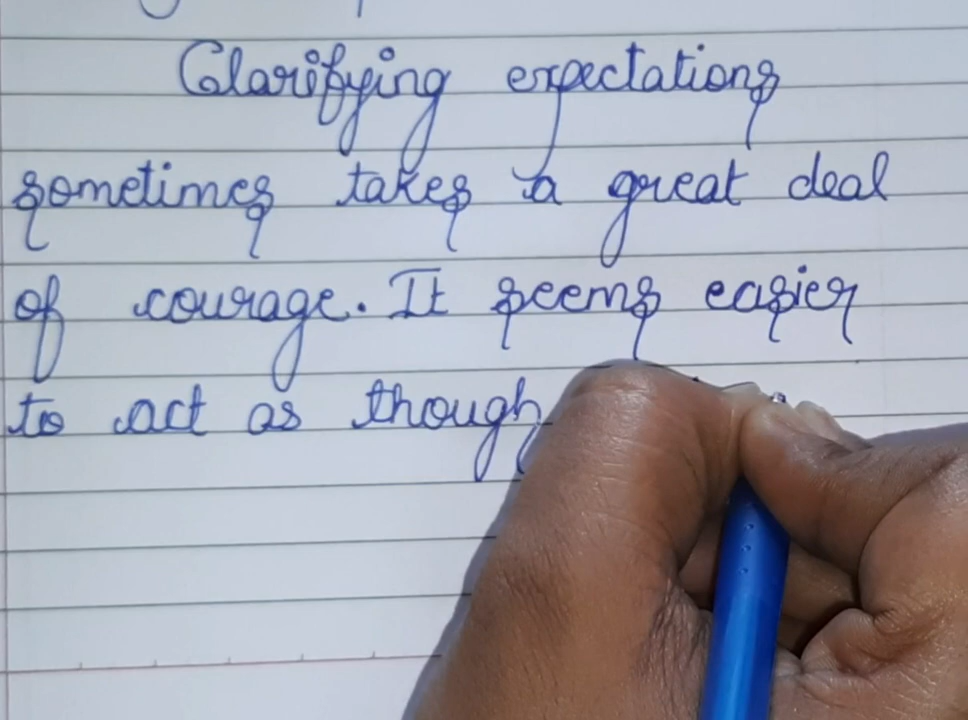 Clarifying expectations
sometimes takes a great deal
of courage. It seems easier
to act as though